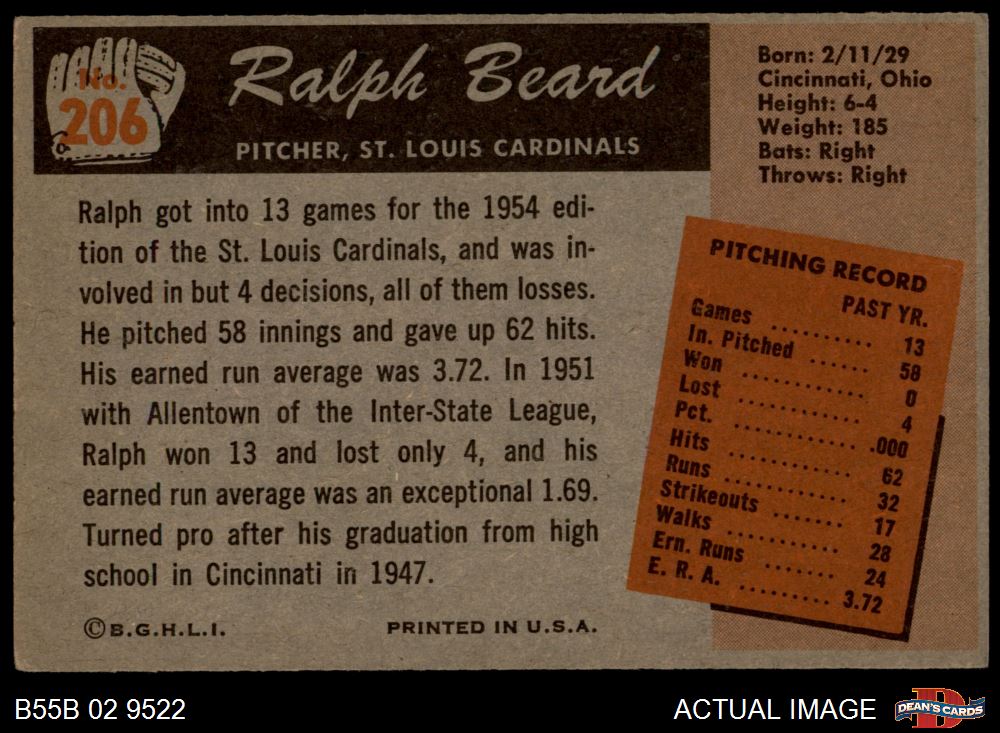 No.
206
Ralph Beard
PITCHER, ST. LOUIS CARDINALS
Born: 2/11/29
Cincinnati, Ohio
Height: 6-4
Weight: 185
Bats: Right
Throws: Right
Ralph got into 13 games for the 1954 edi-
tion of the St. Louis Cardinals, and was in-
volved in but 4 decisions, all of them losses.
He pitched 58 innings and gave up 62 hits.
His earned run average was 3.72. In 1951
with Allentown of the Inter-State League,
Ralph won 13 and lost only 4, and his
earned run average was an exceptional 1.69.
Turned pro after his graduation from high
school in Cincinnati in 1947.
PITCHING RECORD
PAST YR.
Games ......... 13
In. Pitched ...... 58
Won ............ 0
Lost ............ 4
Pct. ............ .000
Hits ............ 62
Runs ............ 32
Strikeouts ....... 17
Walks ........... 28
Ern. Runs ....... 24
E. R. A. ......... 3.72
©B.G.H.L.I.
PRINTED IN U.S.A.
B55B 02 9522
ACTUAL IMAGE
DEAN'S CARDS